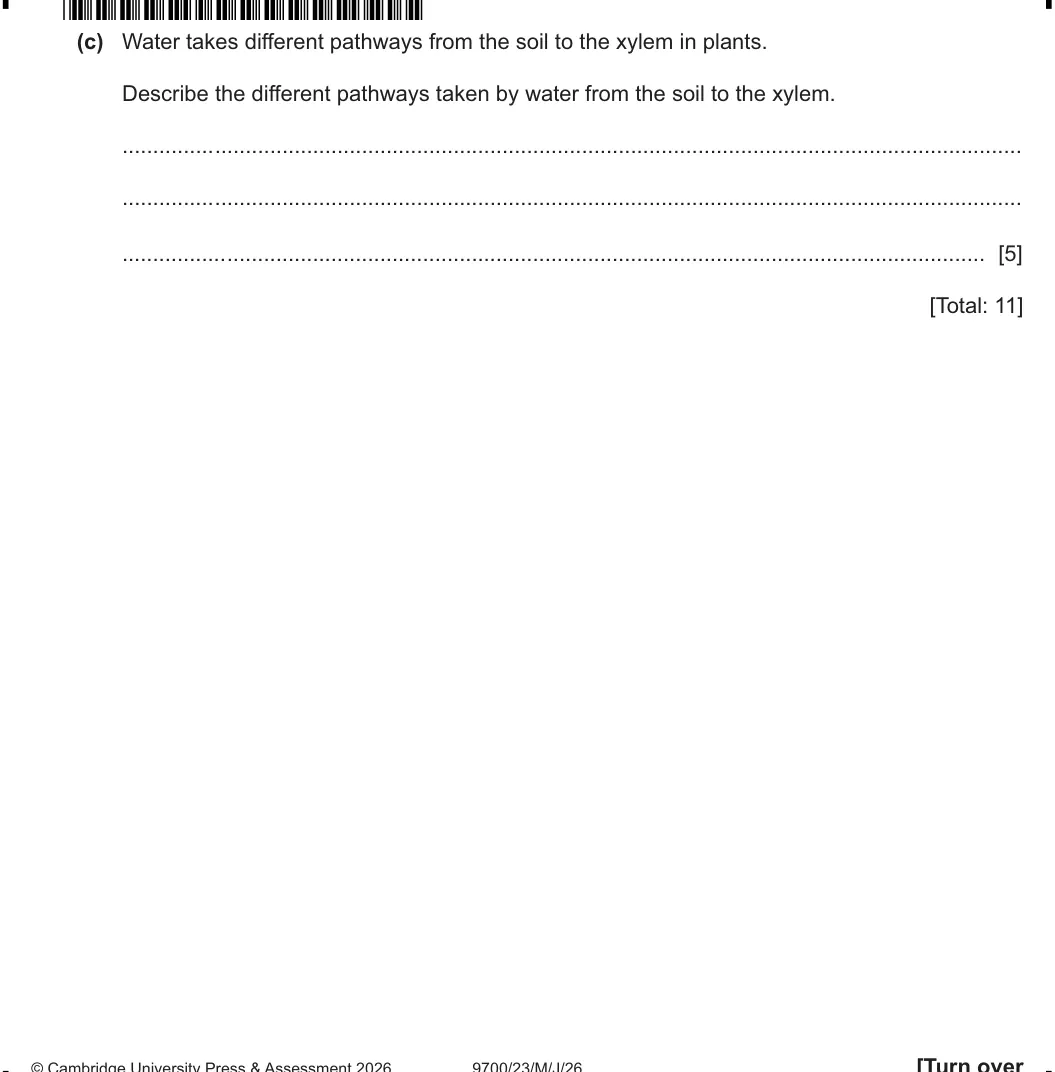 (c) Water takes different pathways from the soil to the xylem in plants.
Describe the different pathways taken by water from the soil to the xylem.
....................................................................................................................................................
....................................................................................................................................................
.............................................................................................................................................. [5]
[Total: 11]
© Cambridge University Press & Assessment 2026 9700/23/M/J/26 [Turn over